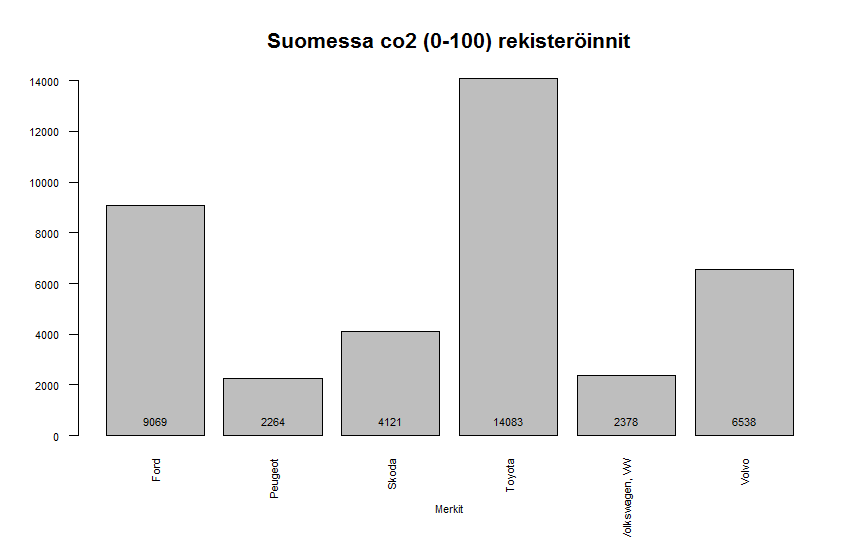 Suomessa co2 (0-100) rekisteröinnit
14000
12000
10000
8000
6000
4000
2000
0
9069
2264
4121
14083
2378
6538
Ford
Peugeot
Skoda
Toyota
/olkswagen, VW
Volvo
Merkit